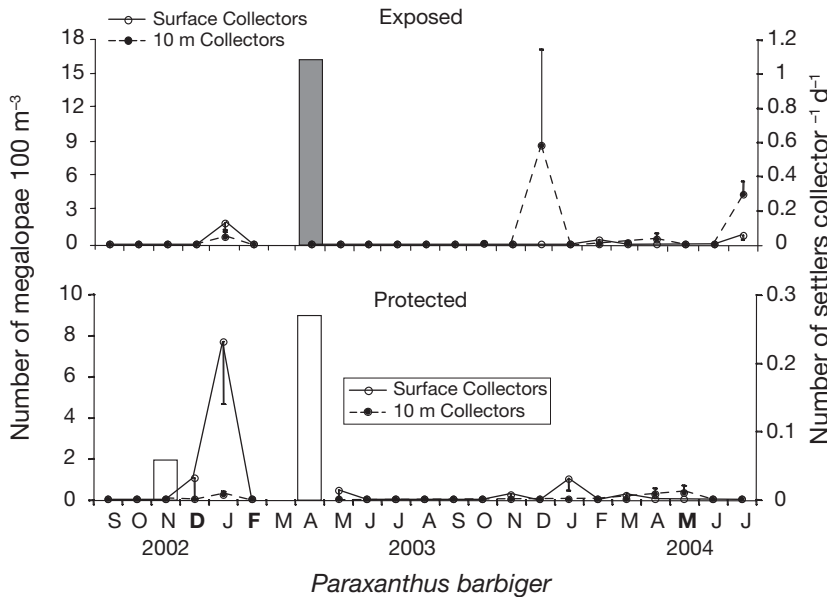 Surface Collectors
10 m Collectors
Exposed
18
15
12
9
6
3
0
1.2
1
0.8
0.6
0.4
0.2
0
Number of megalopae 100 m⁻³
Number of settlers collector ⁻¹ d⁻¹
Protected
10
8
6
4
2
0
0.3
0.2
0.1
0
Surface Collectors
10 m Collectors
S O N D J F M A M J J A S O N D J F M A M J J
2002 2003 2004
Paraxanthus barbiger